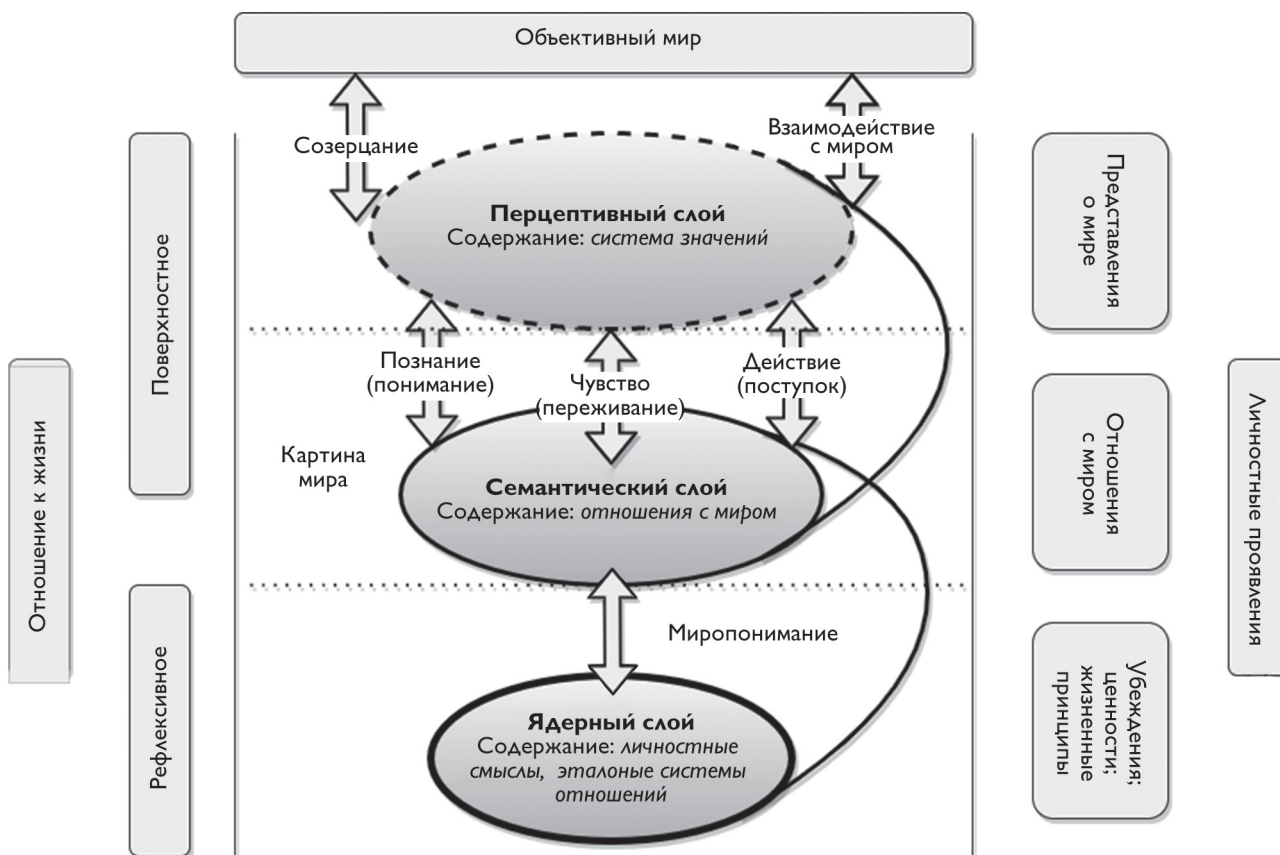 Объективный мир
Созерцание
Взаимодействие
с миром
Перцептивный слой
Содержание: система значений
Познание
(понимание)
Чувство
(переживание)
Действие
(поступок)
Картина
мира
Семантический слой
Содержание: отношения с миром
Миропонимание
Ядерный слой
Содержание: личностные
смыслы, эталоные системы
отношений
Отношение к жизни
Поверхностное
Рефлексивное
Представления
о мире
Отношения
с миром
Убеждения;
ценности;
жизненные
принципы
Личностные проявления